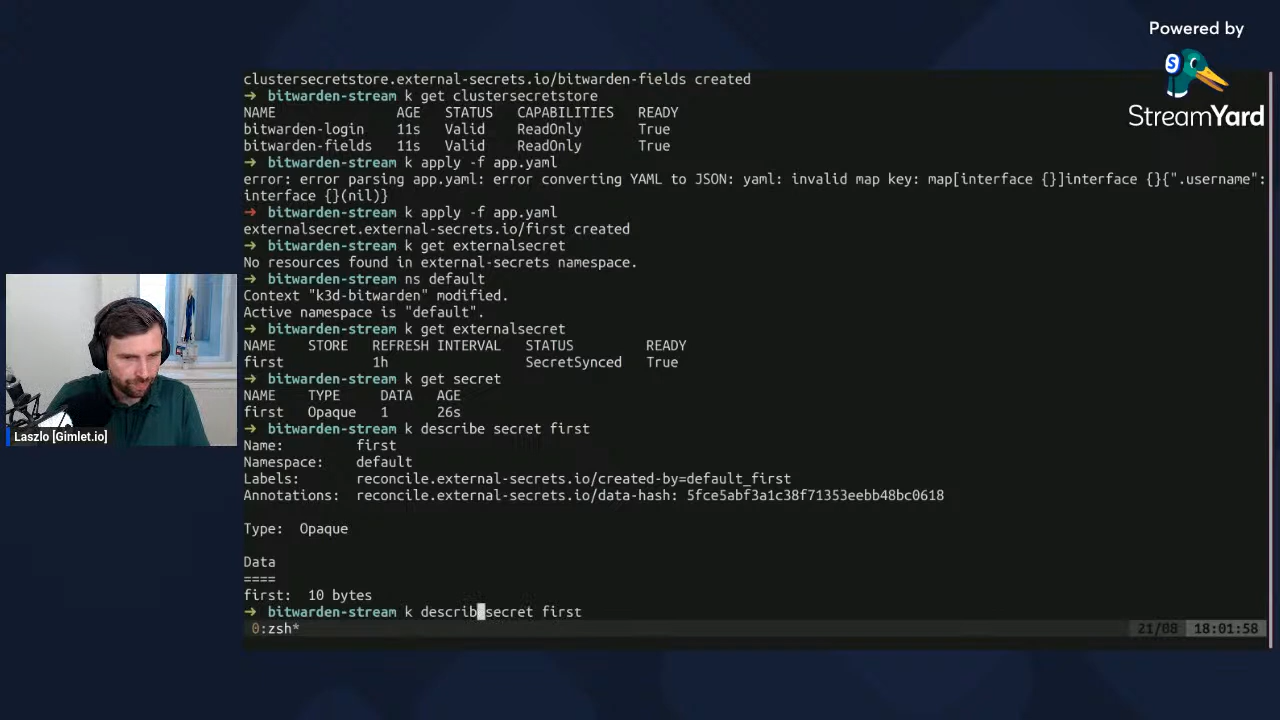 Powered by
S
StreamYard
clustersecretstore.external-secrets.io/bitwarden-fields created
→ bitwarden-stream k get clustersecretstore
NAME AGE STATUS CAPABILITIES READY
bitwarden-login 11s Valid ReadOnly True
bitwarden-fields 11s Valid ReadOnly True
→ bitwarden-stream k apply -f app.yaml
error: error parsing app.yaml: error converting YAML to JSON: yaml: invalid map key: map[interface {}]interface {}{".username":
interface {}(nil)}
→ bitwarden-stream k apply -f app.yaml
externalsecret.external-secrets.io/first created
→ bitwarden-stream k get externalsecret
No resources found in external-secrets namespace.
→ bitwarden-stream ns default
Context "k3d-bitwarden" modified.
Active namespace is "default".
→ bitwarden-stream k get externalsecret
NAME STORE REFRESH INTERVAL STATUS READY
first 1h SecretSynced True
→ bitwarden-stream k get secret
NAME TYPE DATA AGE
first Opaque 1 26s
→ bitwarden-stream k describe secret first
Name: first
Namespace: default
Labels: reconcile.external-secrets.io/created-by=default_first
Annotations: reconcile.external-secrets.io/data-hash: 5fce5abf3a1c38f71353eebb48bc0618
Type: Opaque
Data
====
first: 10 bytes
→ bitwarden-stream k describ secret first
0:zsh* 21/08 18:01:58
Laszlo [Gimlet.io]